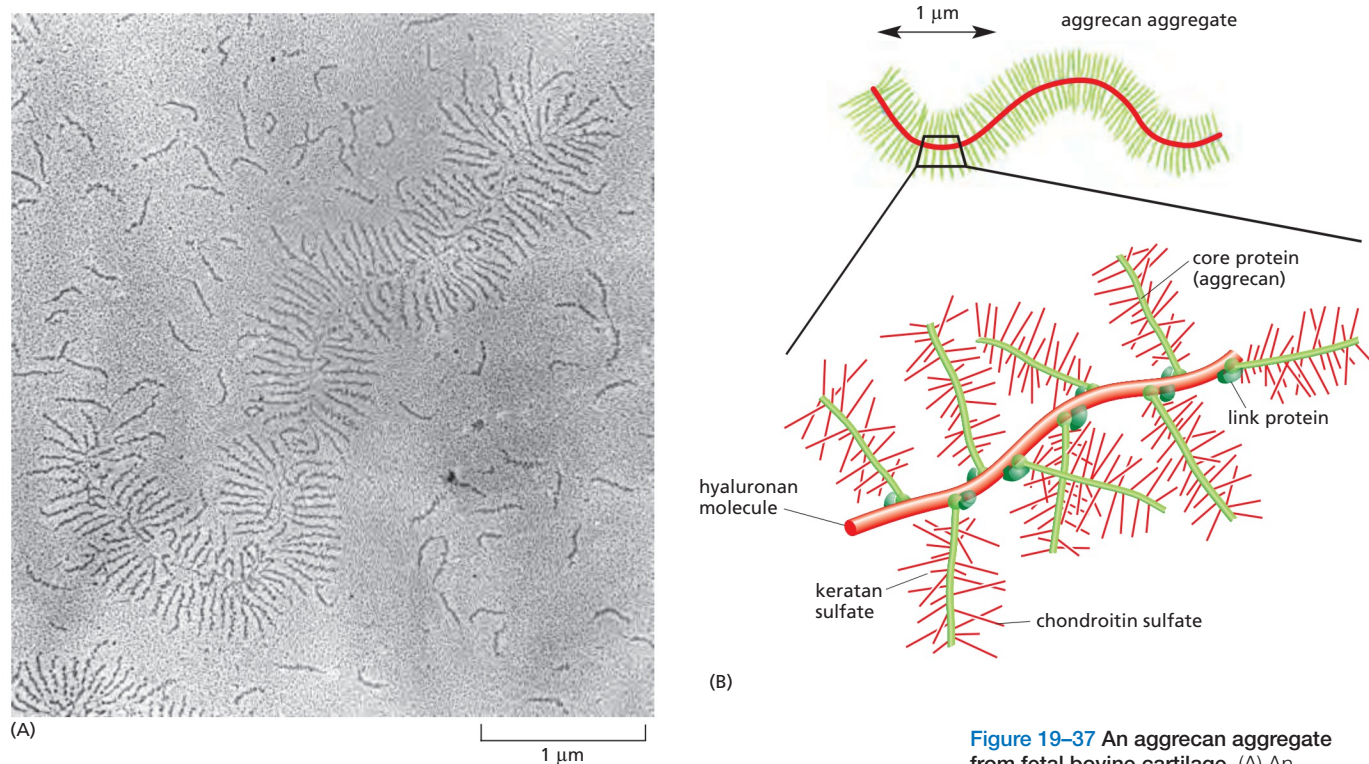 (A)
1 μm
1 μm
aggrecan aggregate
core protein
(aggrecan)
link protein
hyaluronan
molecule
keratan
sulfate
chondroitin sulfate
(B)
Figure 19–37 An aggrecan aggregate
from fetal bovine cartilage. (A) An